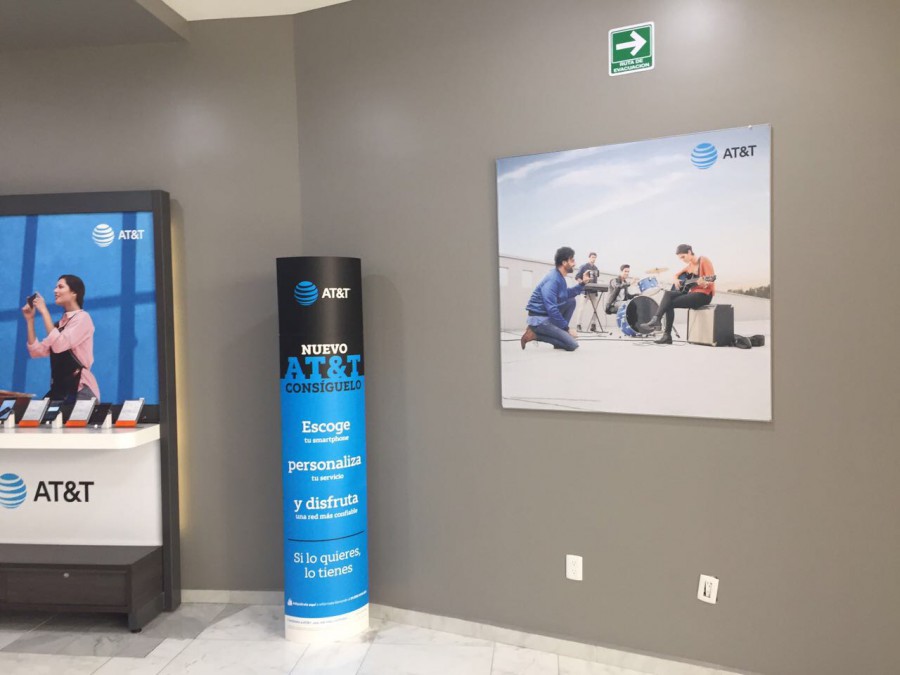 RUTA DE
EVACUACIÓN
AT&T
AT&T
AT&T
NUEVO
AT&T
CONSÍGUELO
Escoge
tu smartphone
personaliza
tu servicio
y disfruta
una red más confiable
Si lo quieres,
lo tienes
AT&T